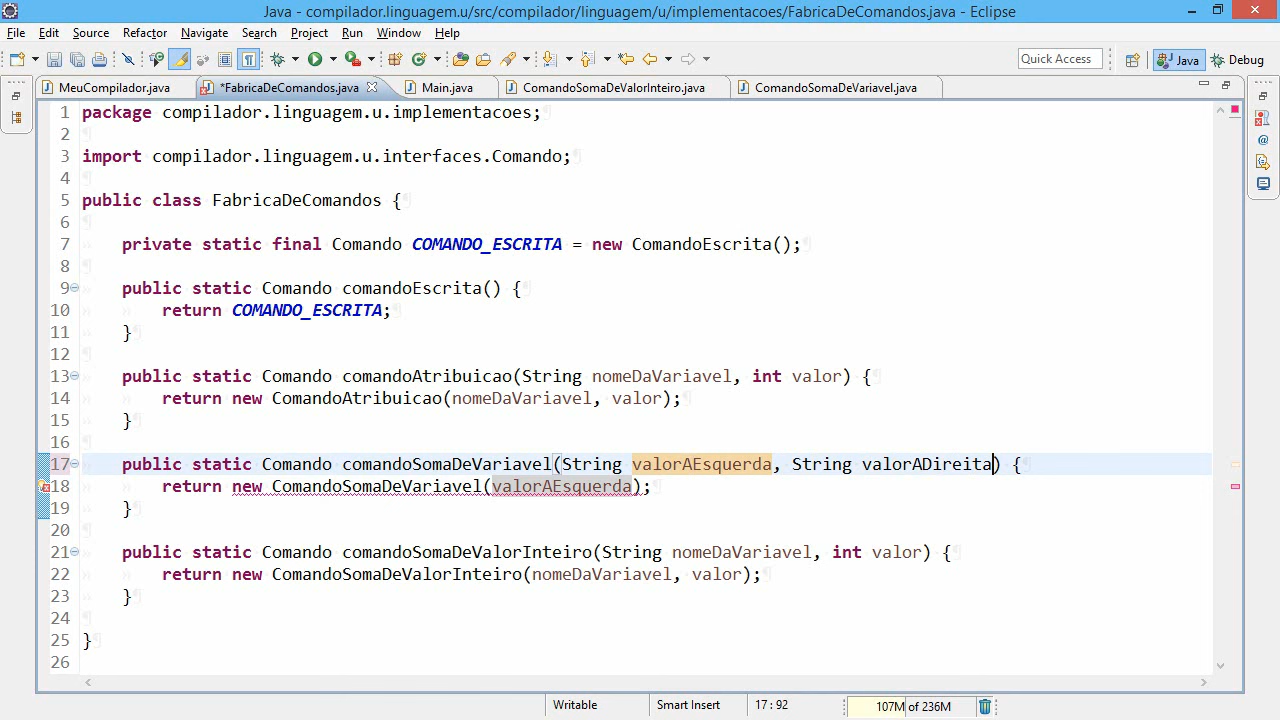 Java - compilador.linguagem.u/src/compilador/linguagem/u/implementacoes/FabricaDeComandos.java - Eclipse
File Edit Source Refactor Navigate Search Project Run Window Help
Quick Access Java Debug
MeuCompilador.java *FabricaDeComandos.java Main.java ComandoSomaDeValorInteiro.java ComandoSomaDeVariavel.java
1 package compilador.linguagem.u.implementacoes;
2
3 import compilador.linguagem.u.interfaces.Comando;
4
5 public class FabricaDeComandos {
6
7 private static final Comando COMANDO_ESCRITA = new ComandoEscrita();
8
9 public static Comando comandoEscrita() {
10 return COMANDO_ESCRITA;
11 }
12
13 public static Comando comandoAtribuicao(String nomeDaVariavel, int valor) {
14 return new ComandoAtribuicao(nomeDaVariavel, valor);
15 }
16
17 public static Comando comandoSomaDeVariavel(String valorAEsquerda, String valorADireita) {
18 return new ComandoSomaDeVariavel(valorAEsquerda);
19 }
20
21 public static Comando comandoSomaDeValorInteiro(String nomeDaVariavel, int valor) {
22 return new ComandoSomaDeValorInteiro(nomeDaVariavel, valor);
23 }
24
25 }
26
Writable Smart Insert 17 : 92 107M of 236M